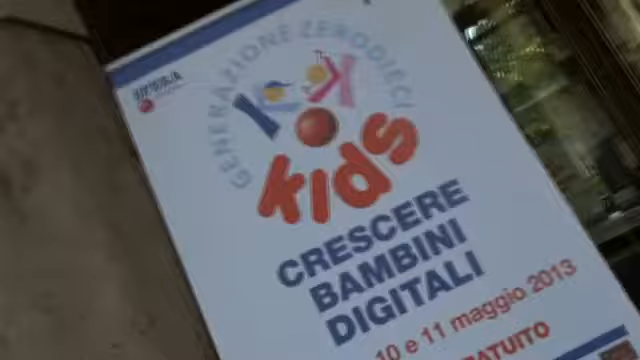 GENERAZIONE ZERODIECI
kids
CRESCERE
BAMBINI
DIGITALI
10 e 11 maggio 2013